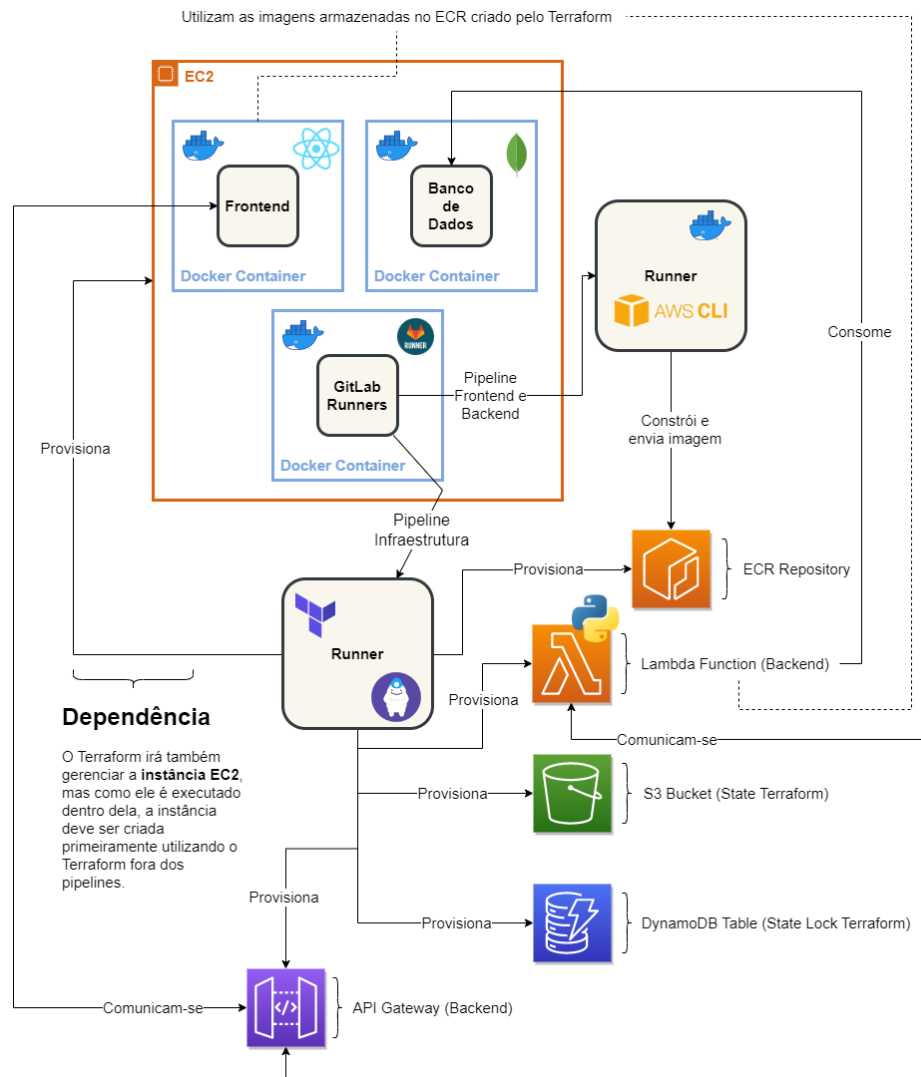 Utilizam as imagens armazenadas no ECR criado pelo Terraform
EC2
Frontend
Docker Container
Banco
de
Dados
Docker Container
Runner
AWS CLI
Consome
RUNNER
GitLab
Runners
Docker Container
Pipeline
Frontend e
Backend
Constrói e
envia imagem
Provisiona
Pipeline
Infraestrutura
Provisiona
ECR Repository
Runner
Lambda Function (Backend)
Provisiona
Dependência
Comunicam-se
O Terraform irá também
gerenciar a instância EC2,
mas como ele é executado
dentro dela, a instância
deve ser criada
primeiramente utilizando o
Terraform fora dos
pipelines.
Provisiona
S3 Bucket (State Terraform)
Provisiona
Provisiona
DynamoDB Table (State Lock Terraform)
Comunicam-se
API Gateway (Backend)